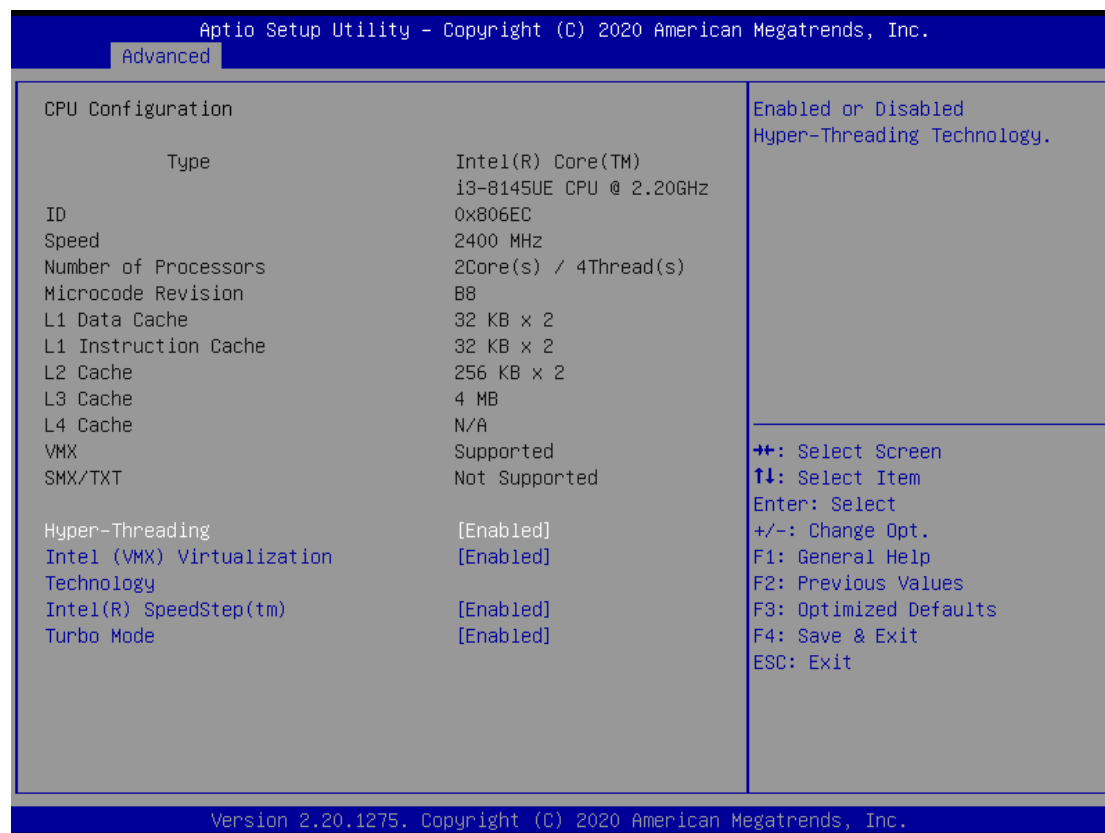 Aptio Setup Utility – Copyright (C) 2020 American Megatrends, Inc.
Advanced
CPU Configuration
Type Intel(R) Core(TM)
i3-8145UE CPU @ 2.20GHz
ID 0x806EC
Speed 2400 MHz
Number of Processors 2Core(s) / 4Thread(s)
Microcode Revision B8
L1 Data Cache 32 KB x 2
L1 Instruction Cache 32 KB x 2
L2 Cache 256 KB x 2
L3 Cache 4 MB
L4 Cache N/A
VMX Supported
SMX/TXT Not Supported
Hyper-Threading [Enabled]
Intel (VMX) Virtualization [Enabled]
Technology
Intel(R) SpeedStep(tm) [Enabled]
Turbo Mode [Enabled]
Enabled or Disabled
Hyper-Threading Technology.
→←: Select Screen
↑↓: Select Item
Enter: Select
+/-: Change Opt.
F1: General Help
F2: Previous Values
F3: Optimized Defaults
F4: Save & Exit
ESC: Exit
Version 2.20.1275. Copyright (C) 2020 American Megatrends, Inc.